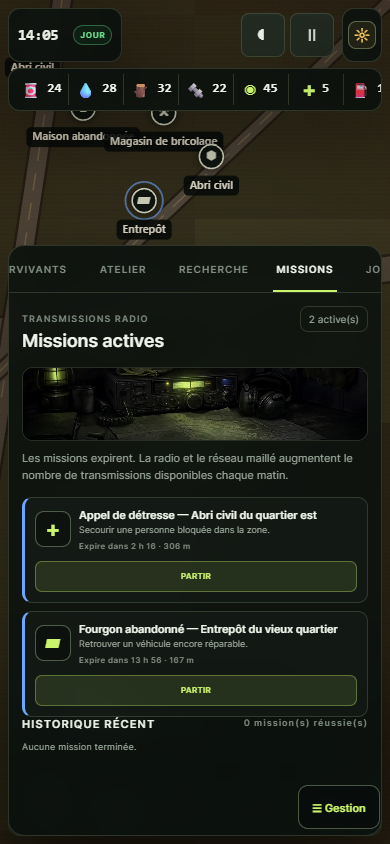 14:05 JOUR
Abri civil
24 28 32 22 45 5
Maison abandonnée
Magasin de bricolage
Abri civil
Entrepôt
RVIVANTS ATELIER RECHERCHE MISSIONS JO
TRANSMISSIONS RADIO
2 active(s)
Missions actives
Les missions expirent. La radio et le réseau maillé augmentent le
nombre de transmissions disponibles chaque matin.
Appel de détresse — Abri civil du quartier est
Secourir une personne bloquée dans la zone.
Expire dans 2 h 16 · 306 m
PARTIR
Fourgon abandonné — Entrepôt du vieux quartier
Retrouver un véhicule encore réparable.
Expire dans 13 h 56 · 167 m
PARTIR
HISTORIQUE RÉCENT
0 mission(s) réussie(s)
Aucune mission terminée.
☰ Gestion